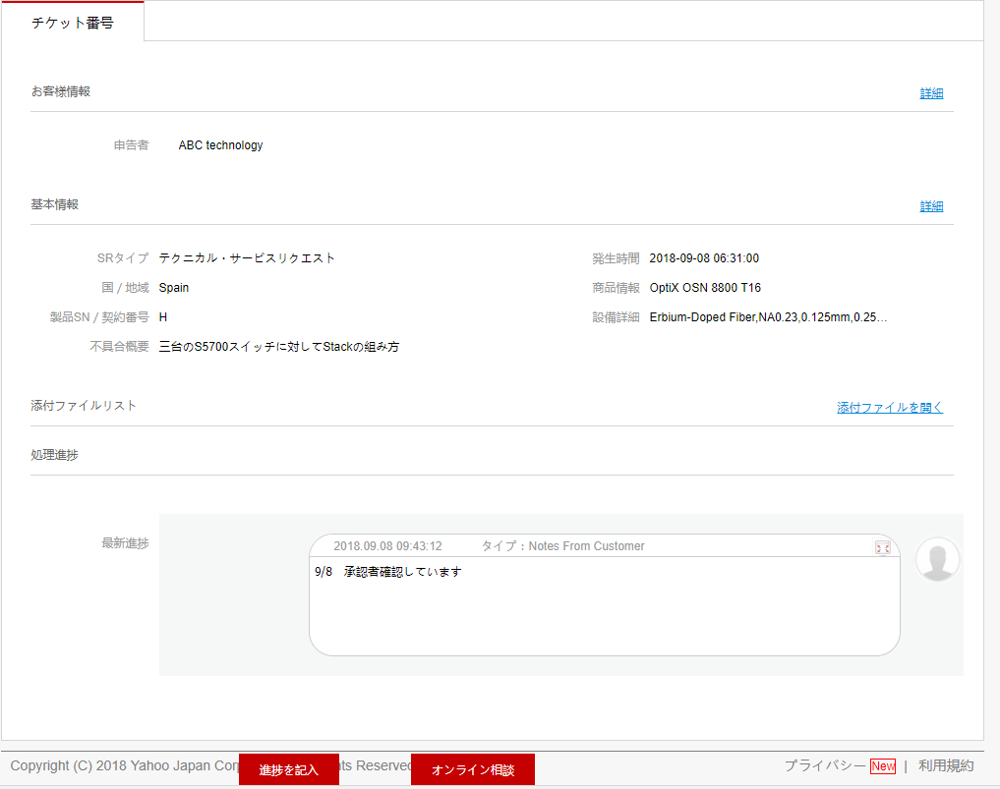 チケット番号
お客様情報 詳細
申告者 ABC technology
基本情報 詳細
SRタイプ テクニカル・サービスリクエスト 発生時間 2018-09-08 06:31:00
国 / 地域 Spain 商品情報 OptiX OSN 8800 T16
製品SN / 契約番号 H 設備詳細 Erbium-Doped Fiber,NA0.23,0.125mm,0.25...
不具合概要 三台のS5700スイッチに対してStackの組み方
添付ファイルリスト 添付ファイルを開く
処理進捗
最新進捗 2018.09.08 09:43:12 タイプ：Notes From Customer
9/8 承認者確認しています
Copyright (C) 2018 Yahoo Japan Corp 進捗を記入 ts Reserved オンライン相談 プライバシー New | 利用規約